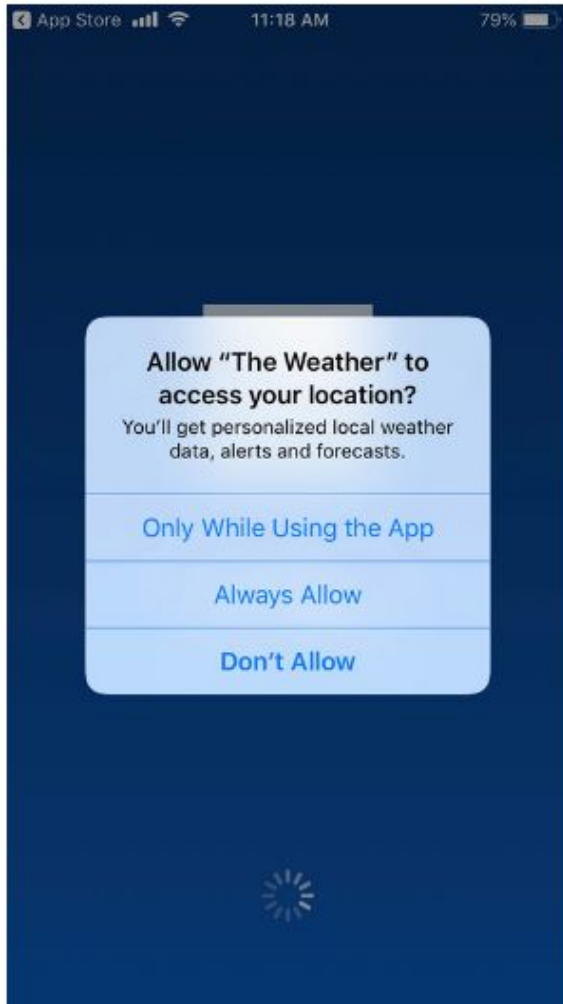 App Store 11:18 AM 79%
Allow “The Weather” to
access your location?
You’ll get personalized local weather
data, alerts and forecasts.
Only While Using the App
Always Allow
Don’t Allow